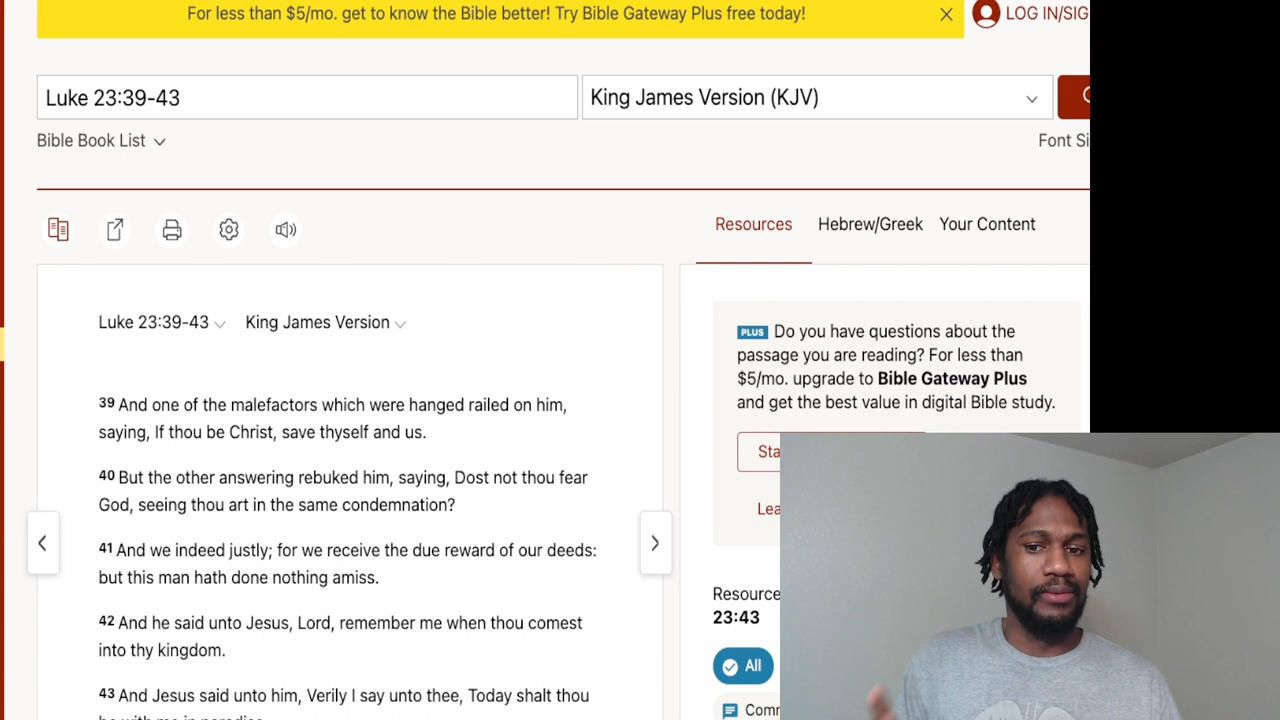 For less than $5/mo. get to know the Bible better! Try Bible Gateway Plus free today!
LOG IN/SIG
Luke 23:39-43
King James Version (KJV)
Bible Book List
Font Si
Resources
Hebrew/Greek
Your Content
Luke 23:39-43
King James Version
39 And one of the malefactors which were hanged railed on him,
saying, If thou be Christ, save thyself and us.
40 But the other answering rebuked him, saying, Dost not thou fear
God, seeing thou art in the same condemnation?
41 And we indeed justly; for we receive the due reward of our deeds:
but this man hath done nothing amiss.
42 And he said unto Jesus, Lord, remember me when thou comest
into thy kingdom.
43 And Jesus said unto him, Verily I say unto thee, Today shalt thou
be with me in paradise.
PLUS Do you have questions about the
passage you are reading? For less than
$5/mo. upgrade to Bible Gateway Plus
and get the best value in digital Bible study.
Sta
Lea
Resource
23:43
All
Comm